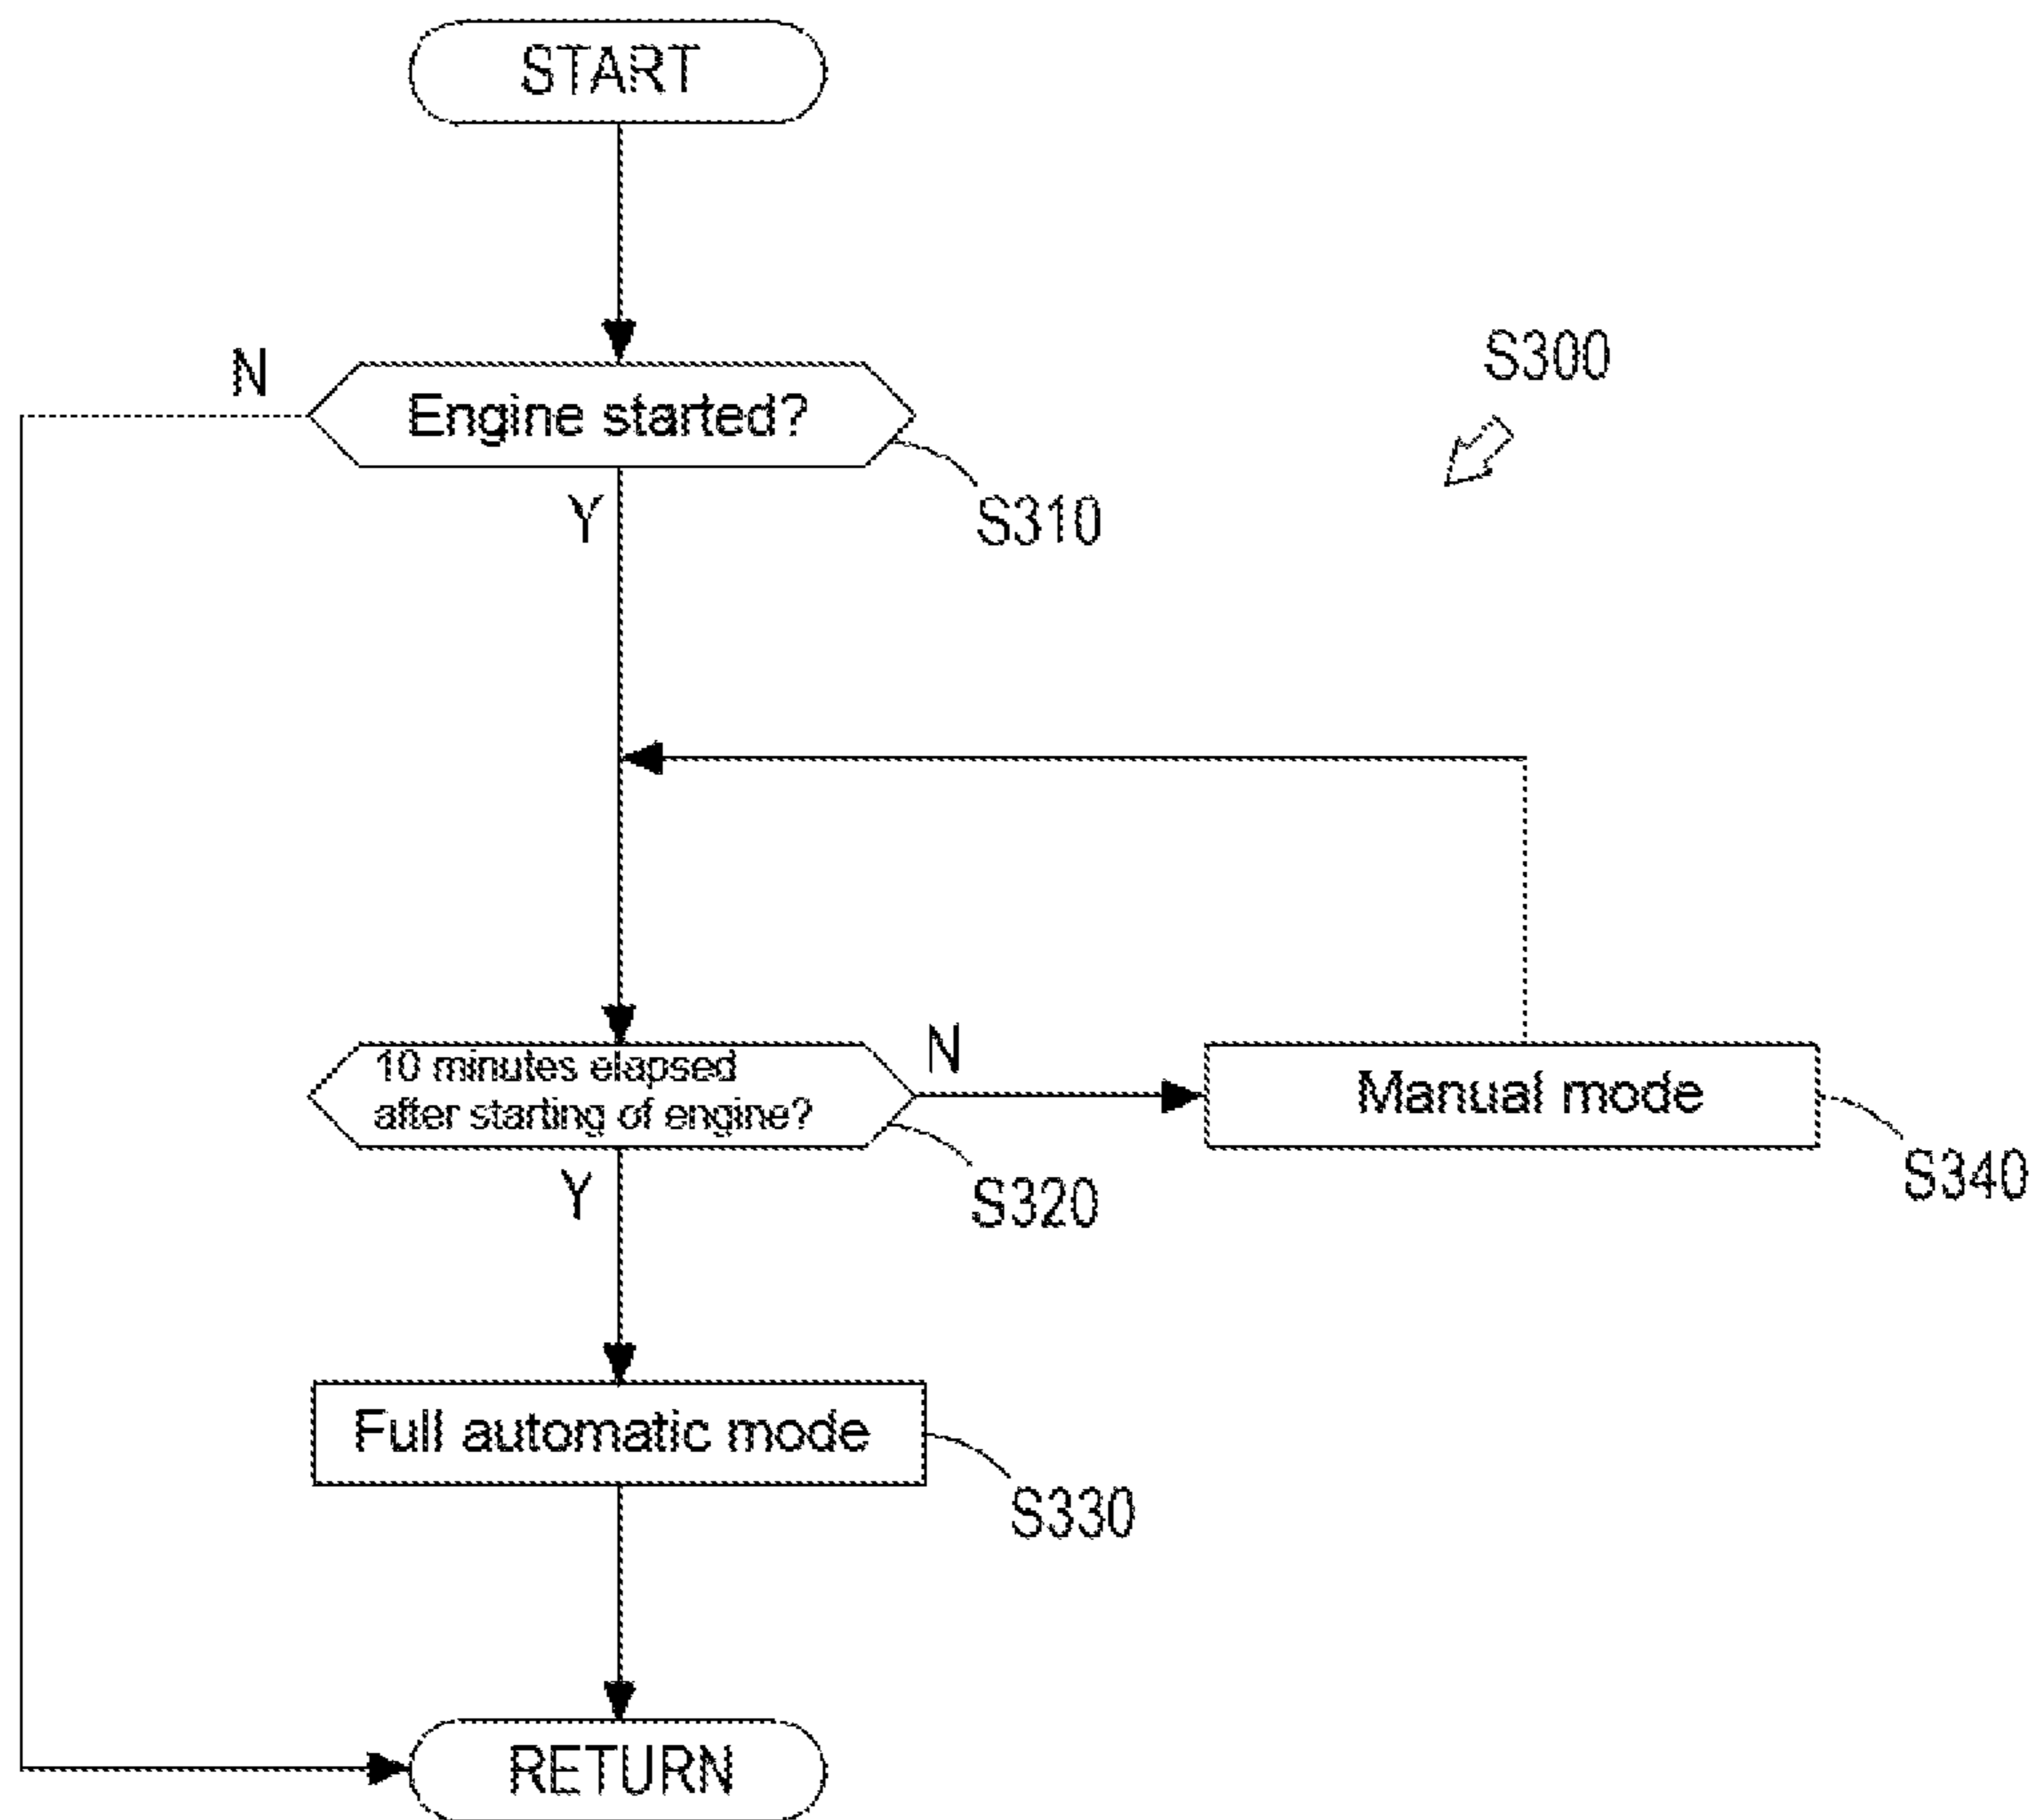 START
S300
N
Engine started?
Y
S310
10 minutes elapsed
after starting of engine?
N
Manual mode
Y
S320
S340
Full automatic mode
S330
RETURN